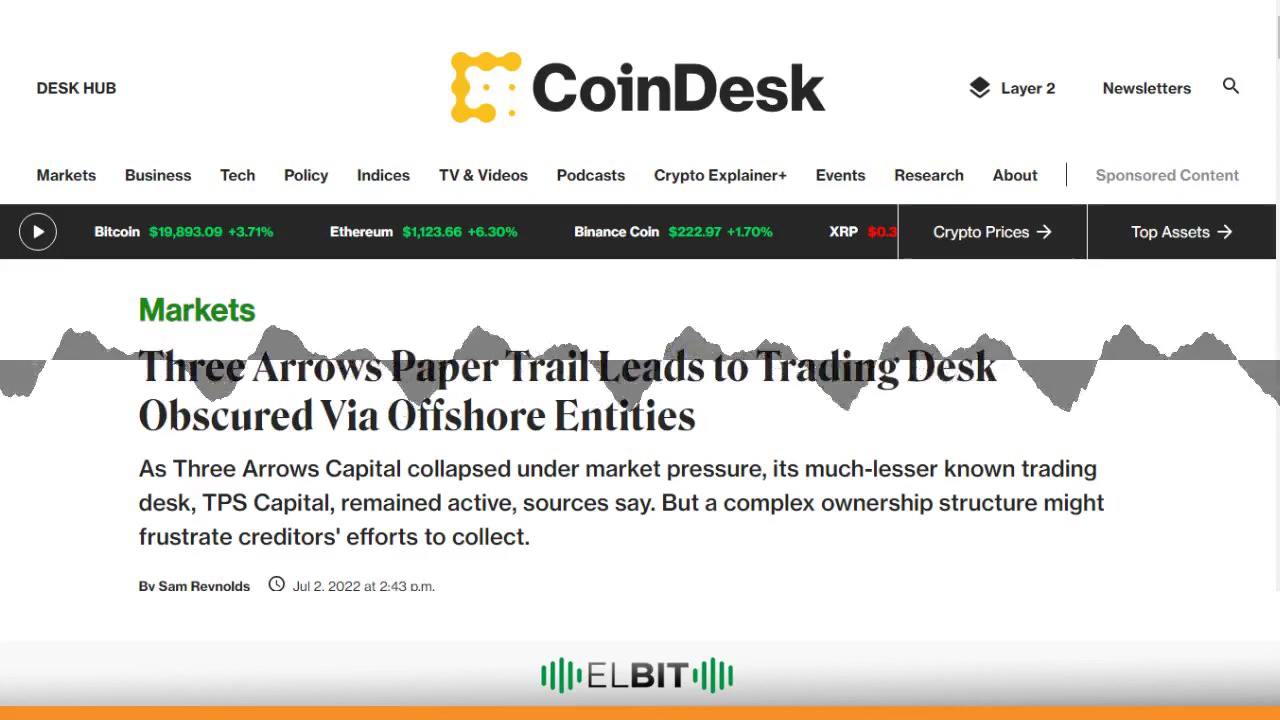 DESK HUB
CoinDesk
Layer 2
Newsletters
Markets Business Tech Policy Indices TV & Videos Podcasts Crypto Explainer+ Events Research About Sponsored Content
Bitcoin $19,893.09 +3.71% Ethereum $1,123.66 +6.30% Binance Coin $222.97 +1.70% XRP $0.3 Crypto Prices → Top Assets →
Markets
Three Arrows Paper Trail Leads to Trading Desk
Obscured Via Offshore Entities
As Three Arrows Capital collapsed under market pressure, its much-lesser known trading
desk, TPS Capital, remained active, sources say. But a complex ownership structure might
frustrate creditors' efforts to collect.
By Sam Reynolds Jul 2, 2022 at 2:43 p.m.
ELBIT